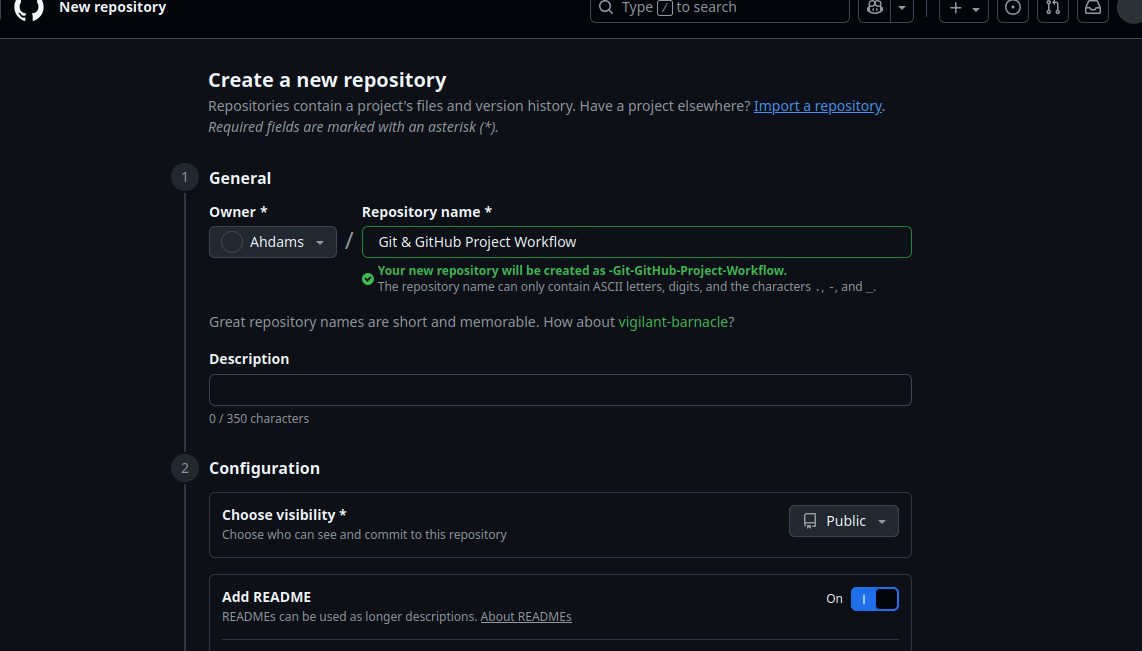 New repository
Type / to search
Create a new repository
Repositories contain a project's files and version history. Have a project elsewhere? Import a repository.
Required fields are marked with an asterisk (*).
1 General
Owner *
Repository name *
Ahdams / Git & GitHub Project Workflow
Your new repository will be created as -Git-GitHub-Project-Workflow.
The repository name can only contain ASCII letters, digits, and the characters ., -, and _.
Great repository names are short and memorable. How about vigilant-barnacle?
Description
0 / 350 characters
2 Configuration
Choose visibility *
Choose who can see and commit to this repository
Public
Add README
READMEs can be used as longer descriptions. About READMEs
On